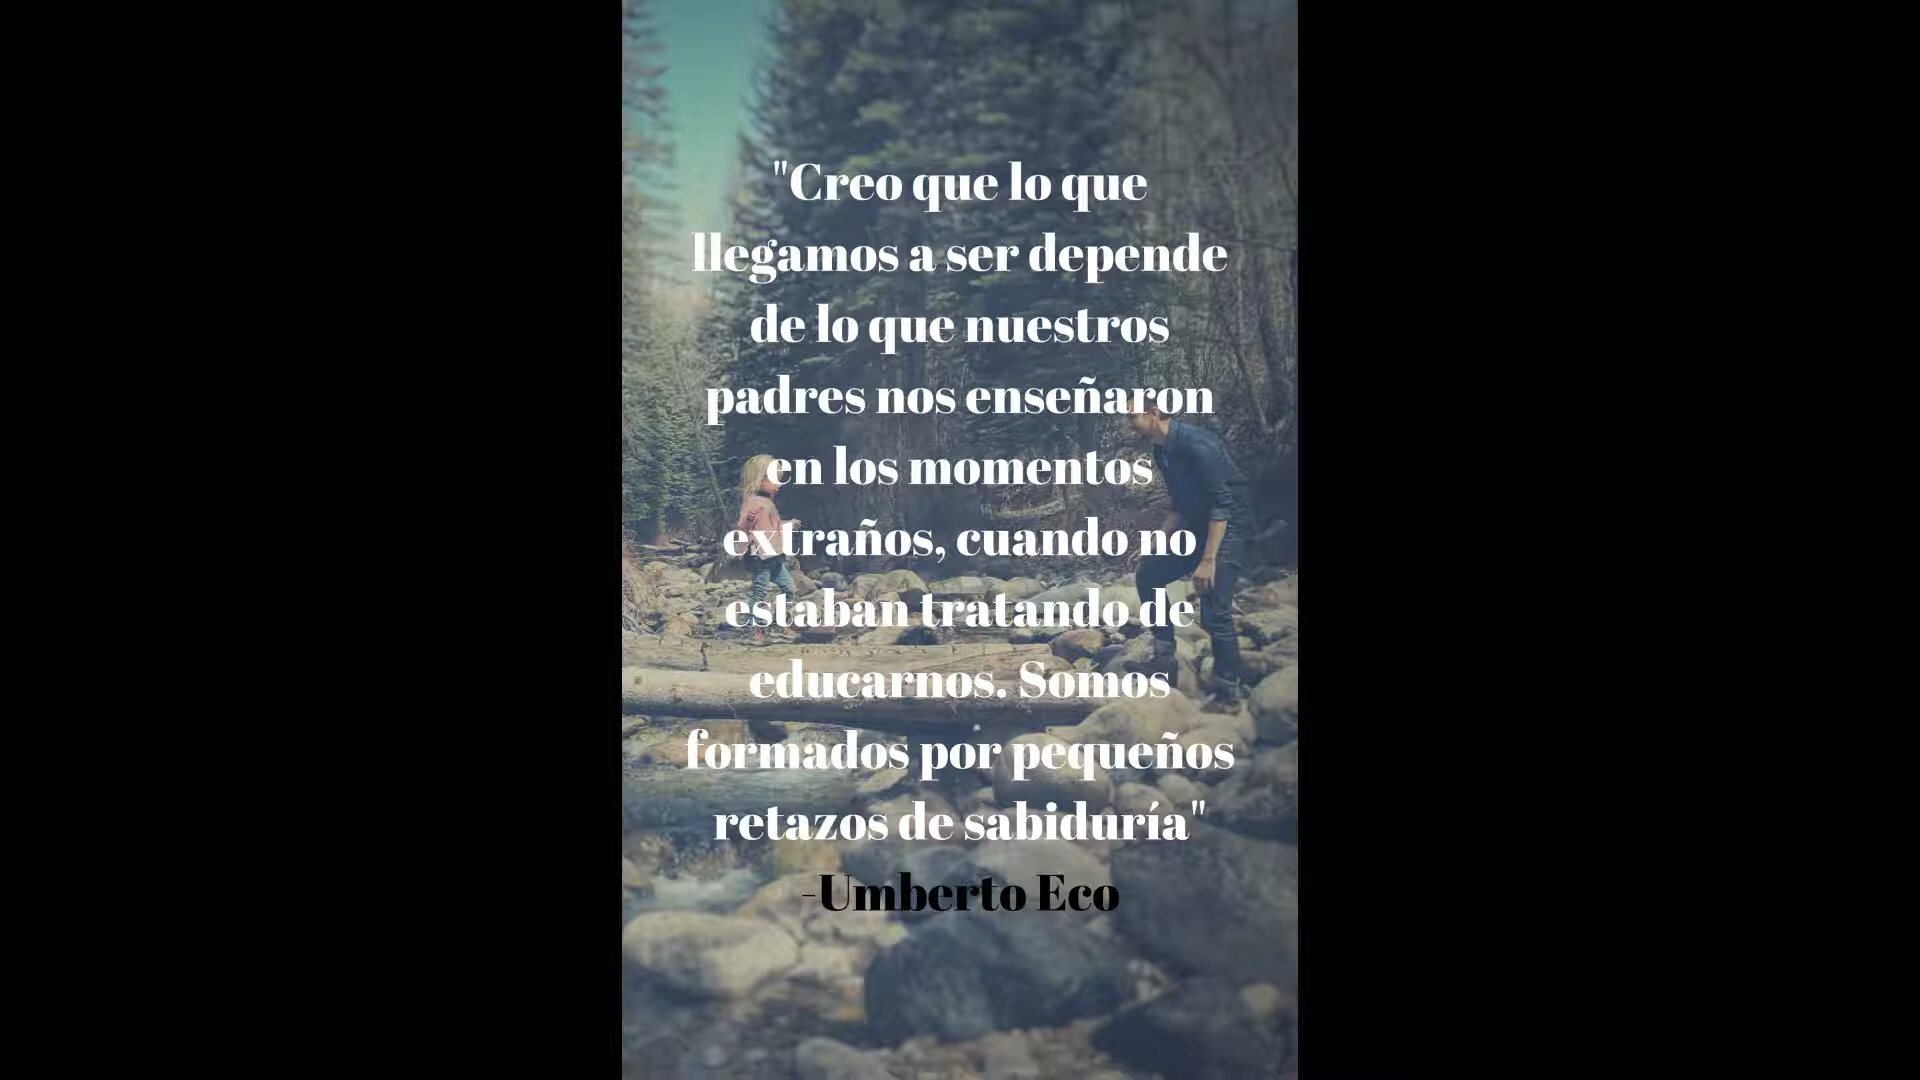 "Creo que lo que
llegamos a ser depende
de lo que nuestros
padres nos enseñaron
en los momentos
extraños, cuando no
estaban tratando de
educarnos. Somos
formados por pequeños
retazos de sabiduría"
-Umberto Eco